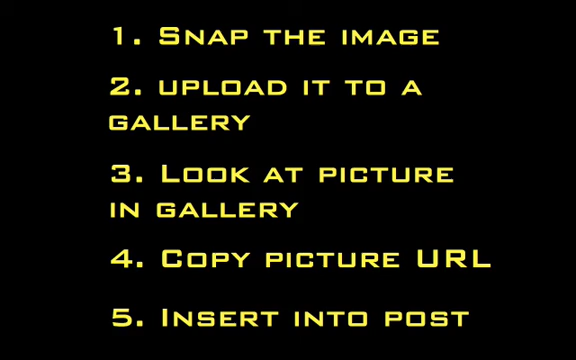 1. Snap the image
2. upload it to a
gallery
3. Look at picture
in gallery
4. Copy picture URL
5. Insert into post